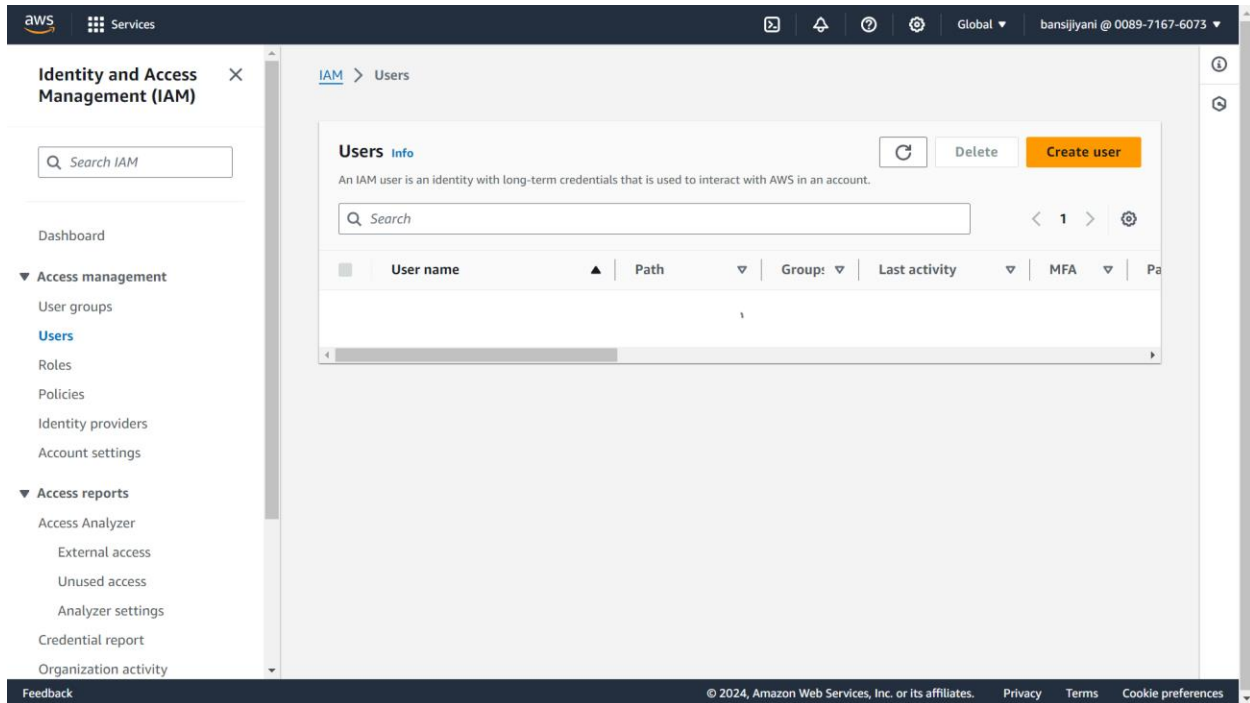 aws
Services
Global
bansijiyani @ 0089-7167-6073
Identity and Access
Management (IAM)
Search IAM
Dashboard
Access management
User groups
Users
Roles
Policies
Identity providers
Account settings
Access reports
Access Analyzer
External access
Unused access
Analyzer settings
Credential report
Organization activity
IAM > Users
Users Info
Delete
Create user
An IAM user is an identity with long-term credentials that is used to interact with AWS in an account.
Search
1
User name
Path
Group:
Last activity
MFA
Pa
Feedback
© 2024, Amazon Web Services, Inc. or its affiliates.
Privacy
Terms
Cookie preferences